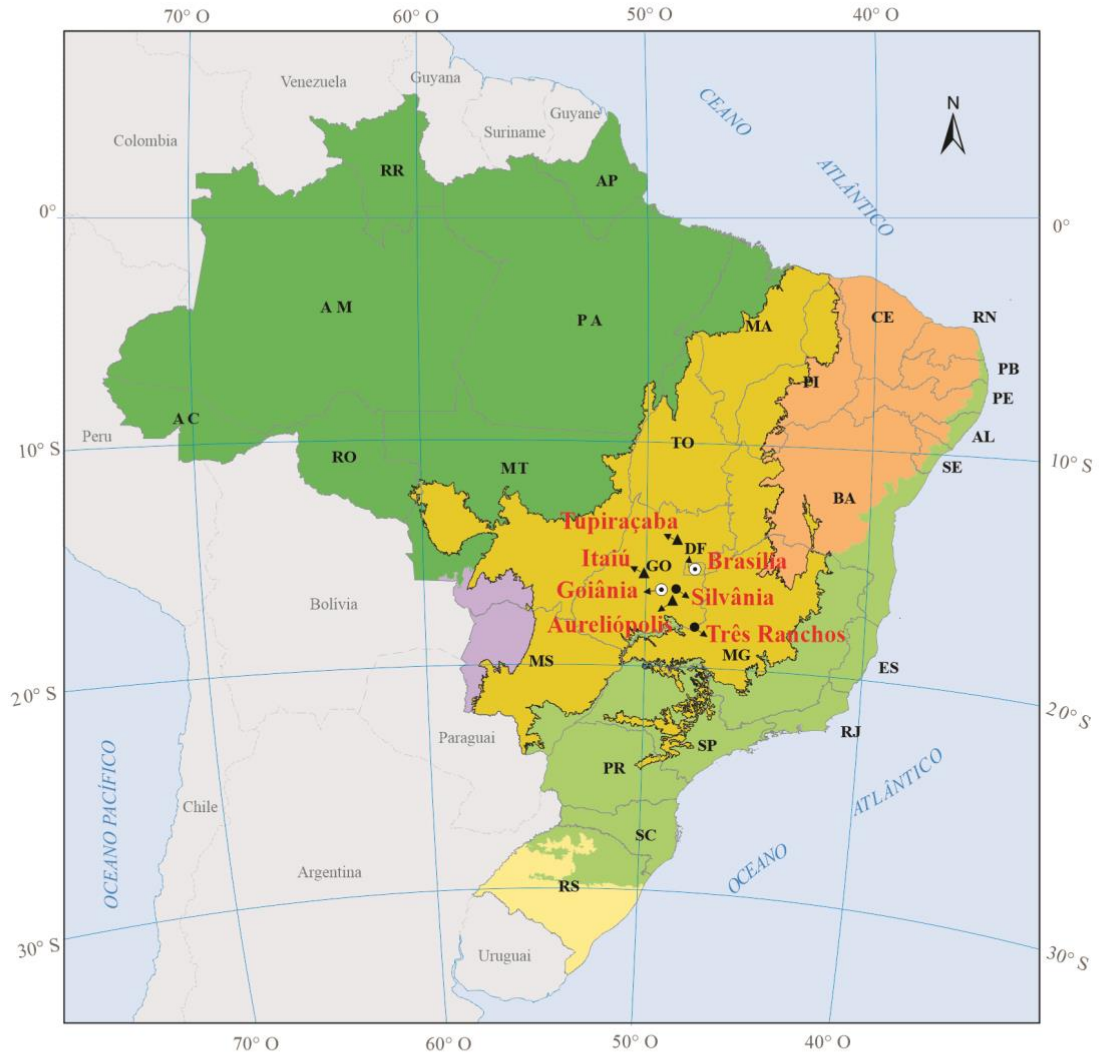 70° O 60° O 50° O 40° O
Venezuela
Guyana
Guyane
Suriname
Colombia
CEANO
ATLÂNTICO
N
RR
AP
0°
0°
A M
P A
MA
CE
RN
PI
PB
PE
A C
Peru
TO
AL
10° S
RO
MT
SE
10° S
BA
Tupiraçaba
DF
Itaiú
GO
Brasília
Goiânia
Silvânia
Bolívia
Aureliópolis
Três Ranchos
MG
MS
ES
20° S
20° S
Paraguai
SP
RJ
PR
OCEANO PACÍFICO
Chile
ATLÂNTICO
SC
OCEANO
Argentina
RS
30° S
Uruguai
30° S
70° O 60° O 50° O 40° O